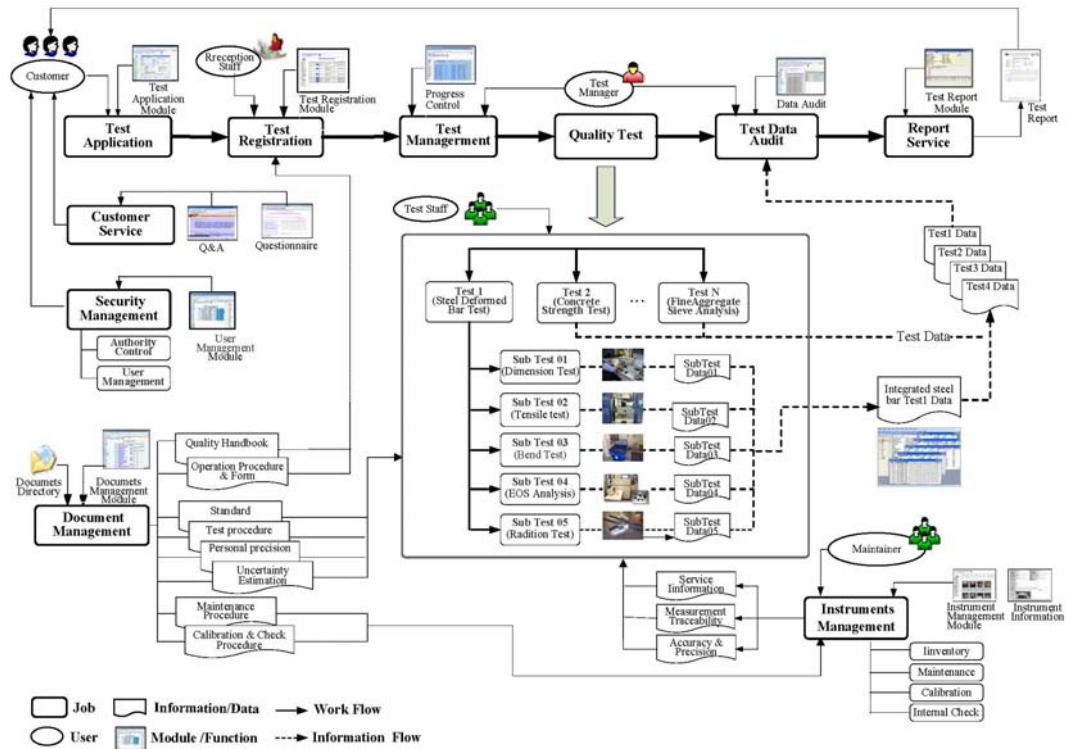 Customer
Test
Application
Module
Rreception
Staff
Test Registration
Module
Progress
Control
Test
Manager
Data Audit
Test Report
Module
Test
Report
Test
Application
Test
Registration
Test
Managerment
Quality Test
Test Data
Audit
Report
Service
Customer
Service
Q&A
Questionnaire
Test Staff
Security
Management
User
Management
Module
Authority
Control
User
Management
Test 1
(Steel Deformed
Bar Test)
Test 2
(Concrete
Strength Test)
...
Test N
(FineAggregate
Sieve Analysis)
Test1 Data
Test2 Data
Test3 Data
Test4 Data
Test Data
Sub Test 01
(Dimension Test)
SubTest
Data01
Sub Test 02
(Tensile test)
SubTest
Data02
Sub Test 03
(Bend Test)
SubTest
Data03
Sub Test 04
(EOS Analysis)
SubTest
Data04
Sub Test 05
(Radition Test)
SubTest
Data05
Integrated steel
bar Test1 Data
Documets
Directory
Documets
Management
Module
Document
Management
Quality Handbook
Operation Procedure
& Form
Standard
Test procedure
Personal precision
Uncertainty
Estimation
Maintenance
Procedure
Calibration & Check
Procedure
Service
Iinformation
Measurement
Traceability
Accuracy &
Precision
Maintainer
Instruments
Management
Instrument
Management
Module
Instrument
Information
Iinventory
Maintenance
Calibration
Internal Check
Job
Information/Data
Work Flow
User
Module /Function
Information Flow